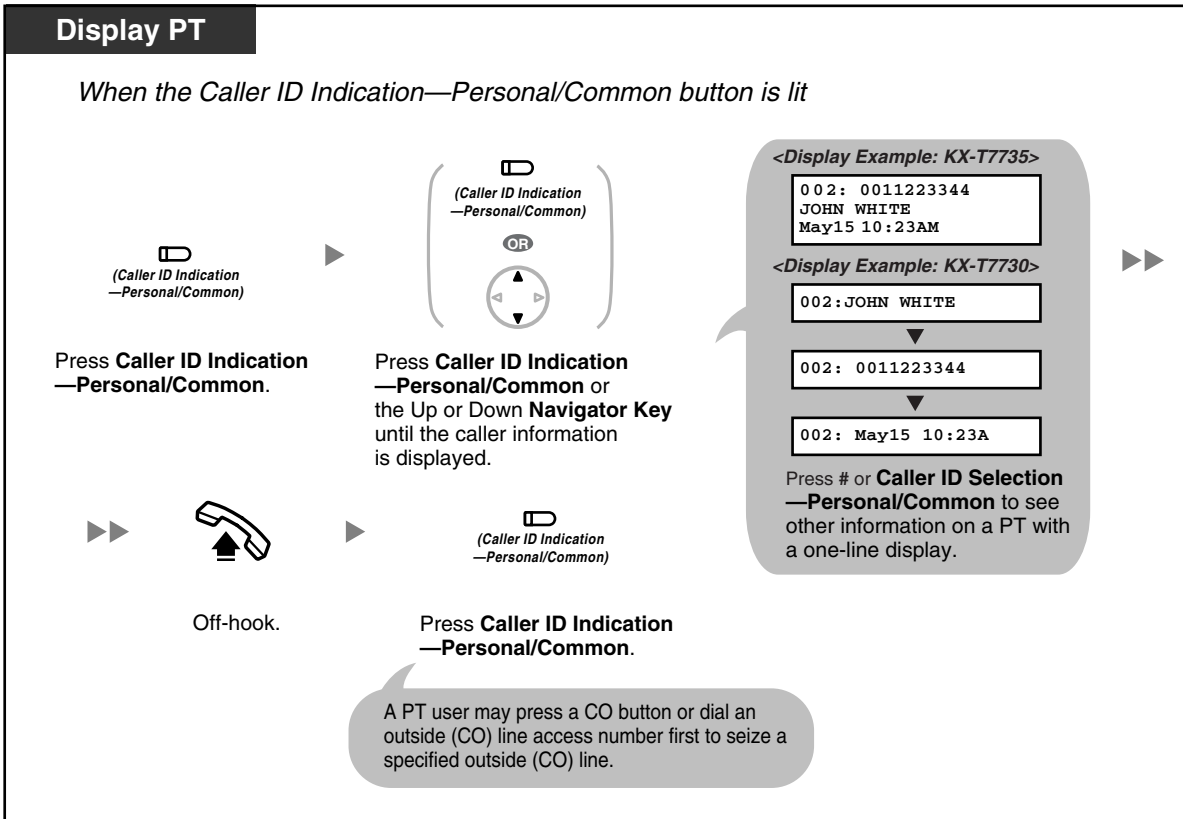 Display PT
When the Caller ID Indication—Personal/Common button is lit
(Caller ID Indication
—Personal/Common)
Press Caller ID Indication
—Personal/Common.
(Caller ID Indication
—Personal/Common)
OR
Press Caller ID Indication
—Personal/Common or
the Up or Down Navigator Key
until the caller information
is displayed.
<Display Example: KX-T7735>
002: 0011223344
JOHN WHITE
May15 10:23AM
<Display Example: KX-T7730>
002:JOHN WHITE
002: 0011223344
002: May15 10:23A
Press # or Caller ID Selection
—Personal/Common to see
other information on a PT with
a one-line display.
Off-hook.
(Caller ID Indication
—Personal/Common)
Press Caller ID Indication
—Personal/Common.
A PT user may press a CO button or dial an
outside (CO) line access number first to seize a
specified outside (CO) line.